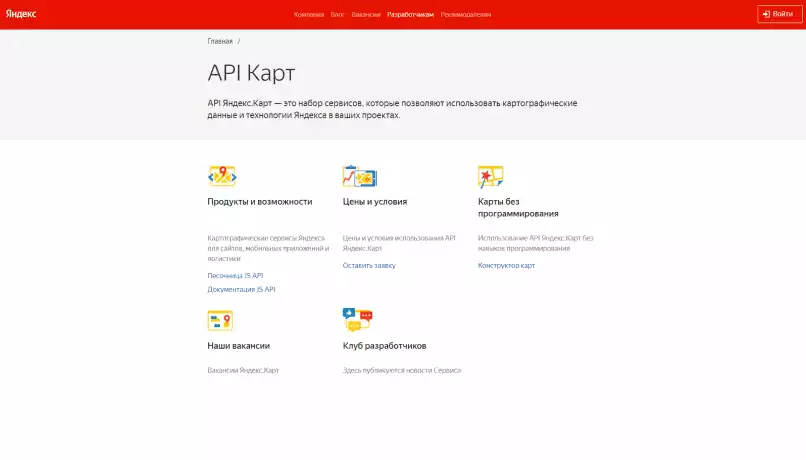 Яндекс
Компания Блог Вакансии Разработчикам Рекламодателям
Войти
Главная /
API Карт
API Яндекс.Карт — это набор сервисов, которые позволяют использовать картографические
данные и технологии Яндекса в ваших проектах.
Продукты и возможности
Картографические сервисы Яндекса
для сайтов, мобильных приложений и
логистики
Песочница JS API
Документация JS API
Цены и условия
Цены и условия использования API
Яндекс.Карт
Оставить заявку
Карты без
программирования
Использование API Яндекс.Карт без
навыков программирования
Конструктор карт
Наши вакансии
Вакансии Яндекс.Карт
Клуб разработчиков
Здесь публикуются новости Сервиса